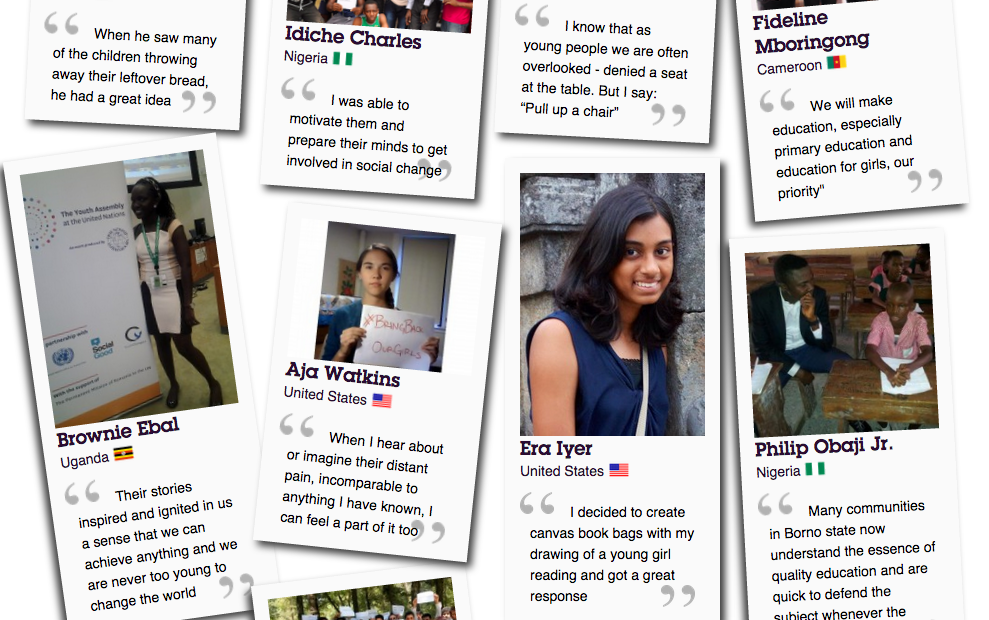 When he saw many
of the children throwing
away their leftover bread,
he had a great idea
Idiche Charles
Nigeria
I was able to
motivate them and
prepare their minds to get
involved in social change
I know that as
young people we are often
overlooked - denied a seat
at the table. But I say:
“Pull up a chair”
Fideline
Mboringong
Cameroon
We will make
education, especially
primary education and
education for girls, our
priority"
The Youth Assembly
at the United Nations
partnership with
Social
Good
With the support of
Brownie Ebal
Uganda
Their stories
inspired and ignited in us
a sense that we can
achieve anything and we
are never too young to
change the world
#BRINGBACK
OURGIRLS
Aja Watkins
United States
When I hear about
or imagine their distant
pain, incomparable to
anything I have known, I
can feel a part of it too
Era Iyer
United States
I decided to create
canvas book bags with my
drawing of a young girl
reading and got a great
response
Philip Obaji Jr.
Nigeria
Many communities
in Borno state now
understand the essence of
quality education and are
quick to defend the
subject whenever the